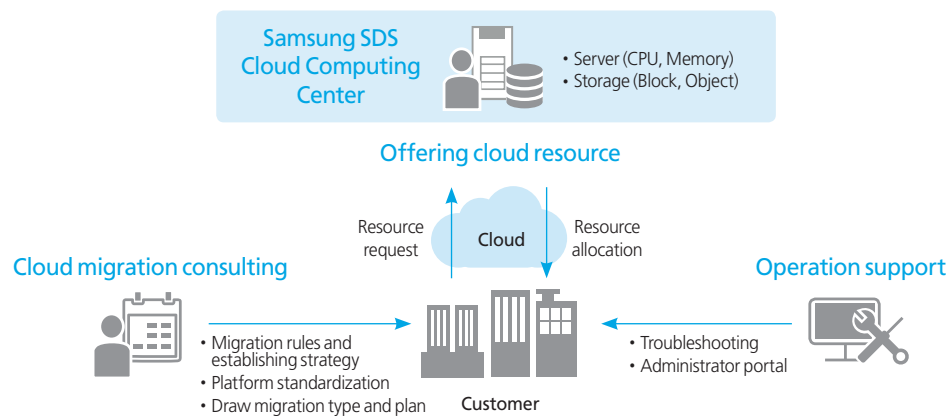 Samsung SDS
Cloud Computing
Center
• Server (CPU, Memory)
• Storage (Block, Object)
Offering cloud resource
Resource
request
Cloud
Resource
allocation
Cloud migration consulting
• Migration rules and
establishing strategy
• Platform standardization
• Draw migration type and plan
Customer
Operation support
• Troubleshooting
• Administrator portal